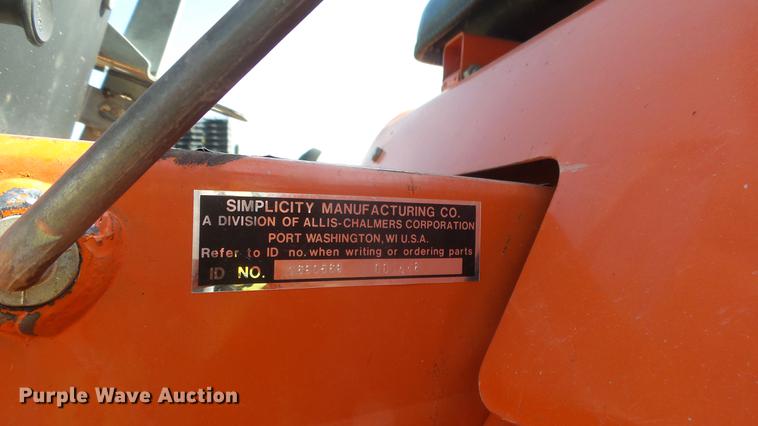 SIMPLICITY MANUFACTURING CO.
A DIVISION OF ALLIS-CHALMERS CORPORATION
PORT WASHINGTON, WI U.S.A.
Refer to ID no. when writing or ordering parts
ID NO.
Purple Wave Auction